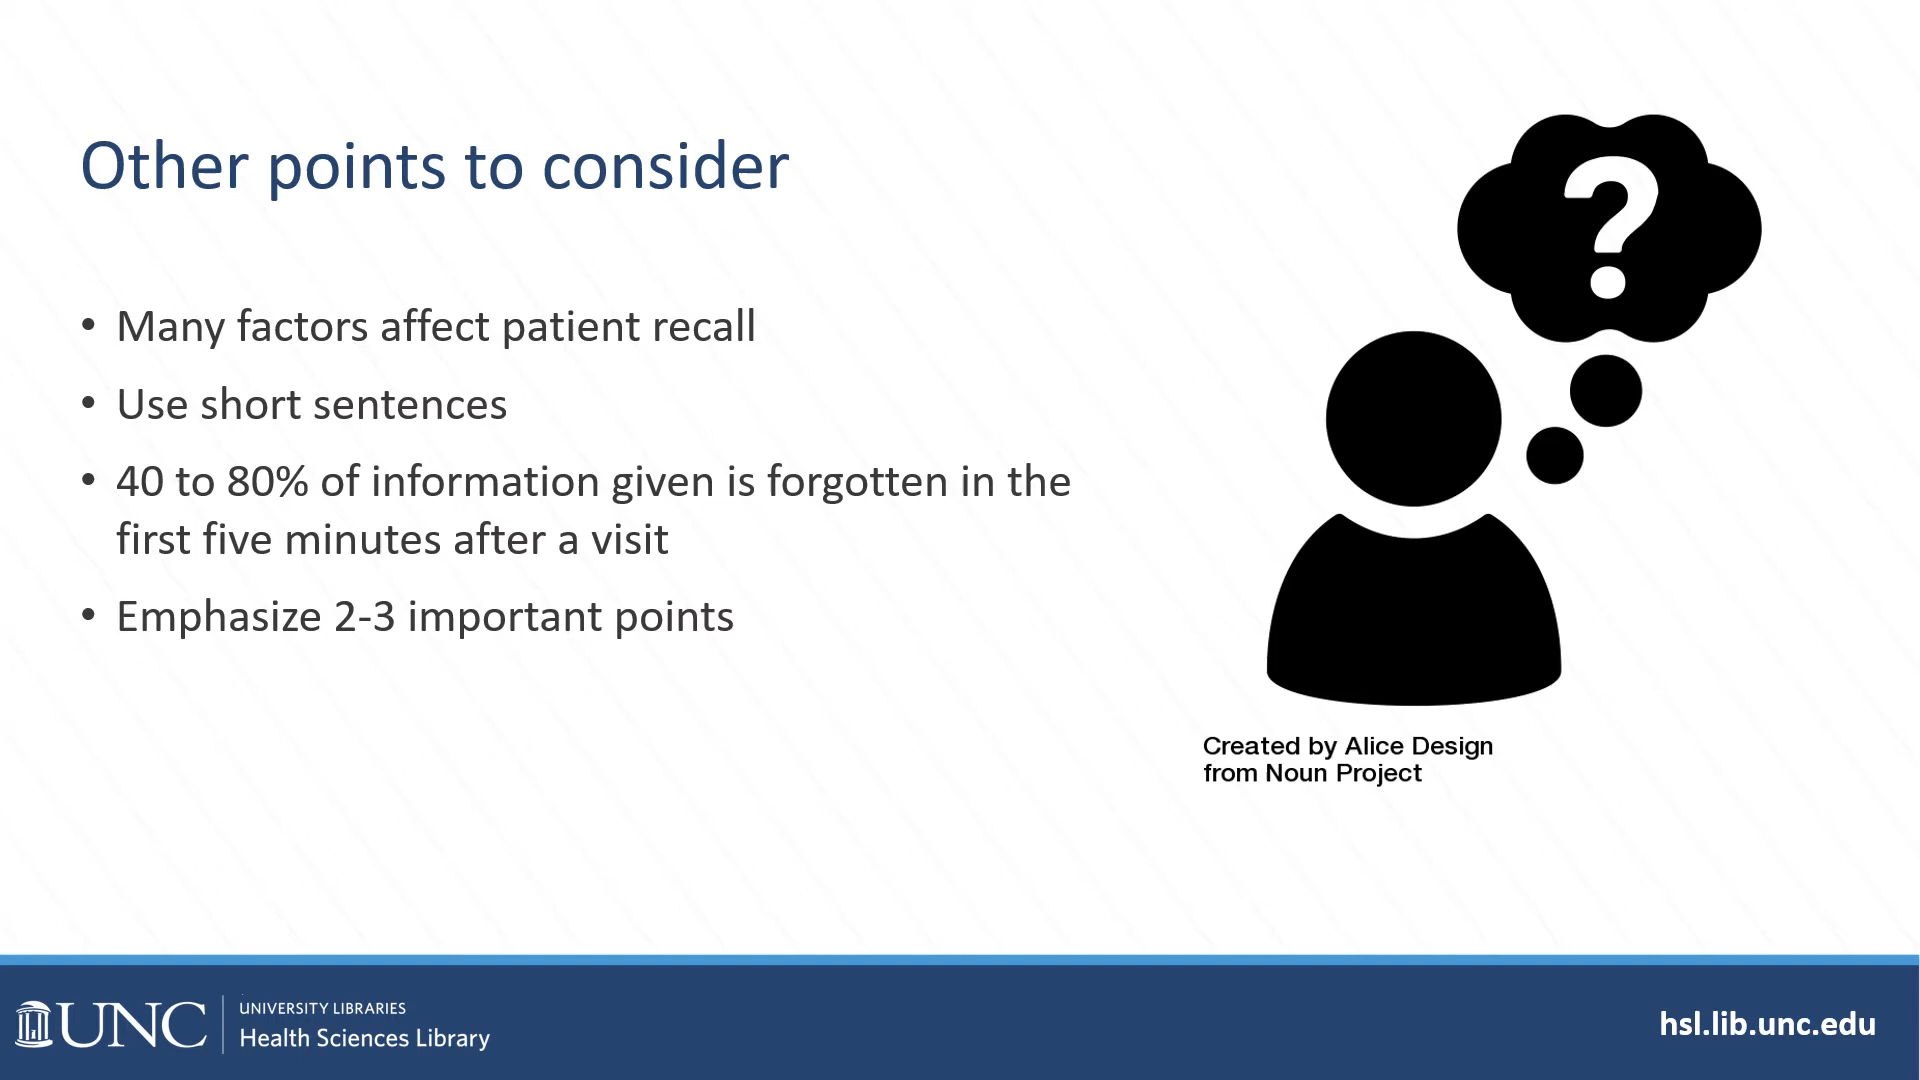 Other points to consider
• Many factors affect patient recall
• Use short sentences
• 40 to 80% of information given is forgotten in the
first five minutes after a visit
• Emphasize 2-3 important points
?
Created by Alice Design
from Noun Project
UNC
UNIVERSITY LIBRARIES
Health Sciences Library
hsl.lib.unc.edu